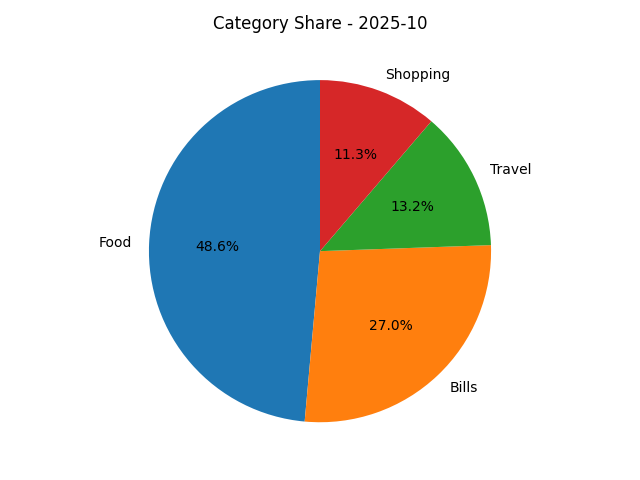 Category Share - 2025-10
Shopping
11.3%
Travel
13.2%
Food
48.6%
27.0%
Bills